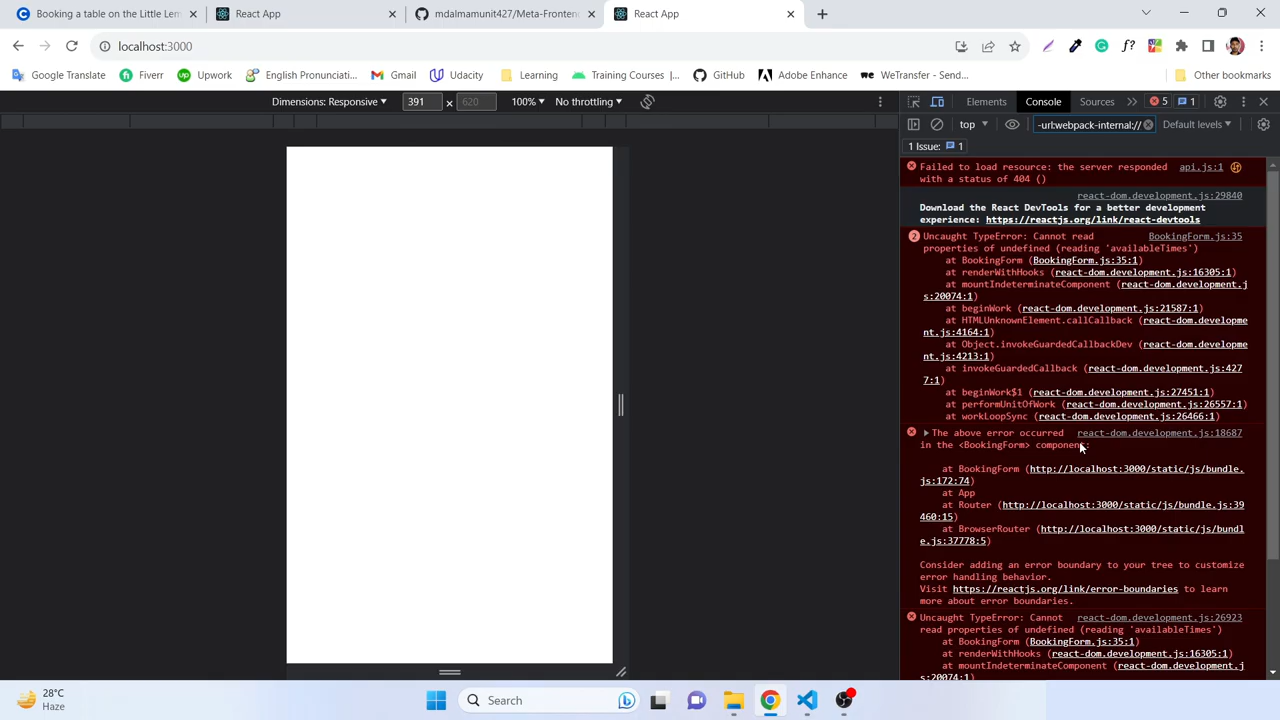 Booking a table on the Little Lem
React App
mdalmamunit427/Meta-Frontend
React App
localhost:3000
Google Translate
Fiverr
Upwork
English Pronunciati...
Gmail
Udacity
Learning
Training Courses |...
GitHub
Adobe Enhance
WeTransfer - Send...
Other bookmarks
Dimensions: Responsive
391
×
620
100%
No throttling
Elements
Console
Sources
5
1
top
-url:webpack-internal://
Default levels
1 Issue:
1
Failed to load resource: the server responded api.js:1
with a status of 404 ()
react-dom.development.js:29840
Download the React DevTools for a better development
experience: https://reactjs.org/link/react-devtools
2
Uncaught TypeError: Cannot read BookingForm.js:35
properties of undefined (reading 'availableTimes')
at BookingForm (BookingForm.js:35:1)
at renderWithHooks (react-dom.development.js:16305:1)
at mountIndeterminateComponent (react-dom.development.j
s:20074:1)
at beginWork (react-dom.development.js:21587:1)
at HTMLUnknownElement.callCallback (react-dom.developme
nt.js:4164:1)
at Object.invokeGuardedCallbackDev (react-dom.developme
nt.js:4213:1)
at invokeGuardedCallback (react-dom.development.js:427
7:1)
at beginWork$1 (react-dom.development.js:27451:1)
at performUnitOfWork (react-dom.development.js:26557:1)
at workLoopSync (react-dom.development.js:26466:1)
The above error occurred react-dom.development.js:18687
in the <BookingForm> component:
at BookingForm (http://localhost:3000/static/js/bundle.
js:172:74)
at App
at Router (http://localhost:3000/static/js/bundle.js:39
460:15)
at BrowserRouter (http://localhost:3000/static/js/bundl
e.js:37778:5)
Consider adding an error boundary to your tree to customize
error handling behavior.
Visit https://reactjs.org/link/error-boundaries to learn
more about error boundaries.
Uncaught TypeError: Cannot react-dom.development.js:26923
read properties of undefined (reading 'availableTimes')
at BookingForm (BookingForm.js:35:1)
at renderWithHooks (react-dom.development.js:16305:1)
at mountIndeterminateComponent (react-dom.development.j
s:20074:1)
28°C
Haze
Search